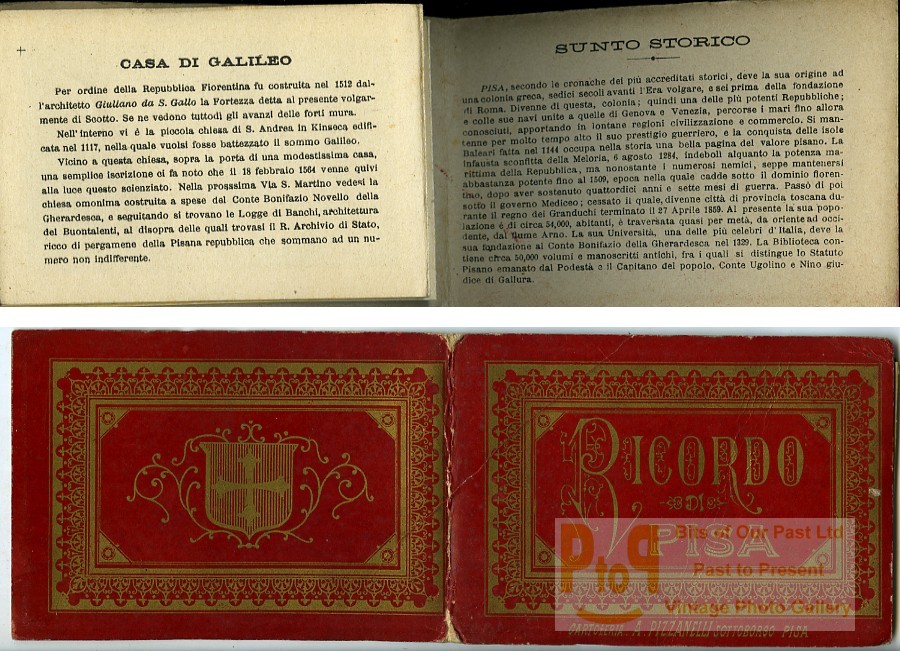 CASA DI GALILEO
Per ordine della Repubblica Fiorentina fu costruita nel 1512 dal-
l'architetto Giuliano da S. Gallo la Fortezza detta al presente volgar-
mente di Scotto. Se ne vedono tuttodì gli avanzi delle forti mura.
Nell'interno vi è la piccola chiesa di S. Andrea in Kinseca edifi-
cata nel 1117, nella quale vuolsi fosse battezzato il sommo Galileo.
Vicino a questa chiesa, sopra la porta di una modestissima casa,
una semplice iscrizione ci fa noto che il 18 febbraio 1564 venne quivi
alla luce questo scienziato. Nella prosssima Via S. Martino vedesi la
chiesa omonima costruita a spese del Conte Bonifazio Novello della
Gherardesca, e seguitando si trovano le Logge di Banchi, architettura
del Buontalenti, al disopra delle quali trovasi il R. Archivio di Stato,
ricco di pergamene della Pisana repubblica che sommano ad un nu-
mero non indifferente.
SUNTO STORICO
PISA, secondo le cronache dei più accreditati storici, deve la sua origine ad
una colonia greca, sedici secoli avanti l'Era volgare, e sei prima della fondazione
di Roma. Divenne di questa, colonia; quindi una delle più potenti Repubbliche;
e colle sue navi unite a quelle di Genova e Venezia, percorse i mari fino allora
conosciuti, apportando in lontane regioni civilizzazione e commercio. Si man-
tenne per molto tempo alto il suo prestigio guerriero, e la conquista delle isole
Baleari fatta nel 1144 occupa nella storia una bella pagina del valore pisano. La
infausta sconfitta della Meloria, 6 agosto 1284, indebolì alquanto la potenza ma-
rittima della Repubblica, ma nonostante i numerosi nemici, seppe mantenersi
abbastanza potente fino al 1509, epoca nella quale cadde sotto il dominio floren-
tino, dopo aver sostenuto quattordici anni e sette mesi di guerra. Passò di poi
sotto il governo Mediceo; cessato il quale, divenne città di provincia toscana du-
rante il regno dei Granduchi terminato il 27 Aprile 1859. Al presente la sua popo-
lazione è di circa 54,000, abitanti, è traversata quasi per metà, da oriente ad occi-
dente, dal fiume Arno. La sua Università, una delle più celebri d'Italia, deve la
sua fondazione al Conte Bonifazio della Gherardesca nel 1329. La Biblioteca con-
tiene circa 50,000 volumi e manoscritti antichi, fra i quali si distingue lo Statuto
Pisano emanato dal Podestà e il Capitano del popolo, Conte Ugolino e Nino giu-
dice di Gallura.
RICORDO
DI
PISA
CARTOLERIA. A. PIZZANELLI SOTTOBORGO PISA
PtoP
Bits of Our Past Ltd
Past to Present
Vintage Photo Gallery